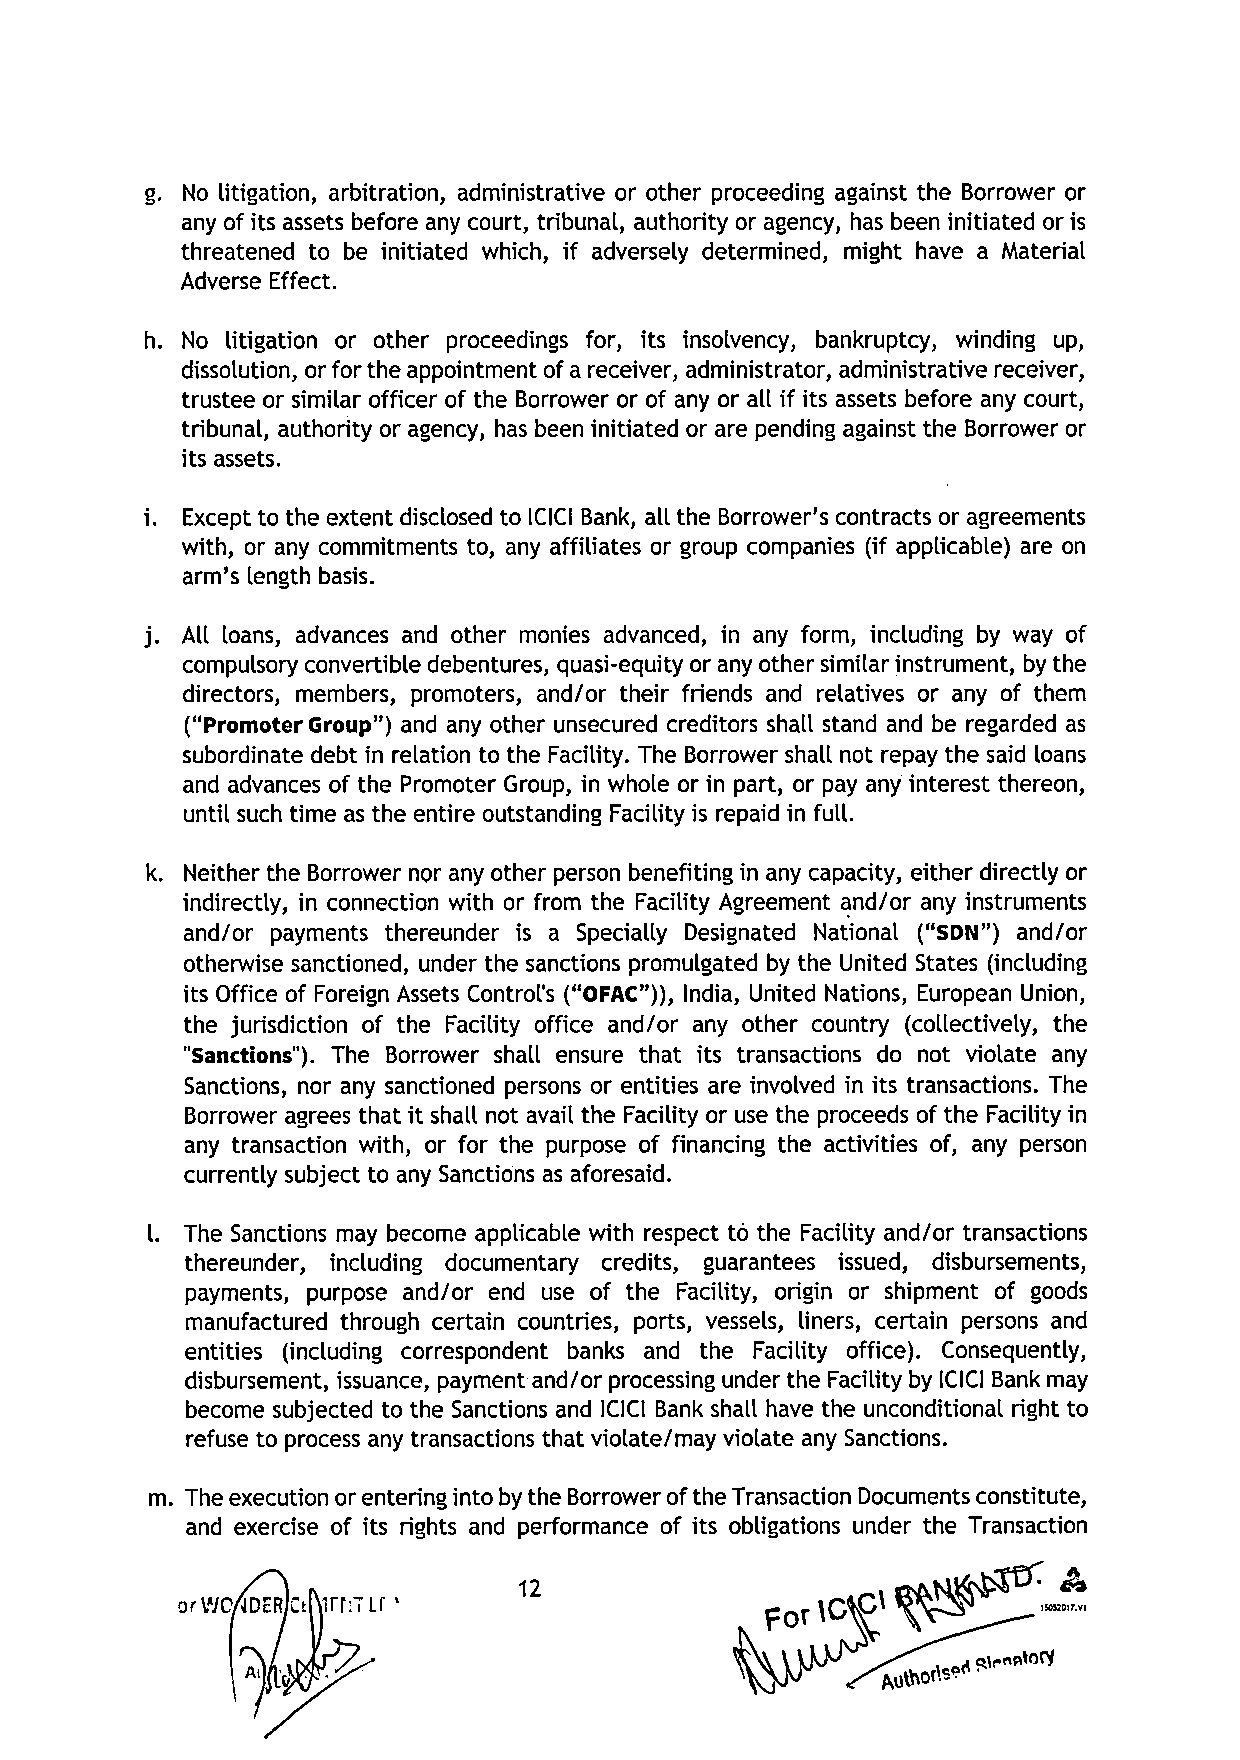 g. No litigation, arbitration, administrative or other proceeding against the Borrower or
any of its assets before any court, tribunal, authority or agency, has been initiated or is
threatened to be initiated which, if adversely determined, might have a Material
Adverse Effect.
h. No litigation or other proceedings for, its insolvency, bankruptcy, winding up,
dissolution, or for the appointment of a receiver, administrator, administrative receiver,
trustee or similar officer of the Borrower or of any or all if its assets before any court,
tribunal, authority or agency, has been initiated or are pending against the Borrower or
its assets.
i. Except to the extent disclosed to ICICI Bank, all the Borrower's contracts or agreements
with, or any commitments to, any affiliates or group companies (if applicable) are on
arm's length basis.
j. All loans, advances and other monies advanced, in any form, including by way of
compulsory convertible debentures, quasi-equity or any other similar instrument, by the
directors, members, promoters, and/or their friends and relatives or any of them
("Promoter Group") and any other unsecured creditors shall stand and be regarded as
subordinate debt in relation to the Facility. The Borrower shall not repay the said loans
and advances of the Promoter Group, in whole or in part, or pay any interest thereon,
until such time as the entire outstanding Facility is repaid in full.
k. Neither the Borrower nor any other person benefiting in any capacity, either directly or
indirectly, in connection with or from the Facility Agreement and/or any instruments
and/or payments thereunder is a Specially Designated National ("SDN") and/or
otherwise sanctioned, under the sanctions promulgated by the United States (including
its Office of Foreign Assets Control's ("OFAC")), India, United Nations, European Union,
the jurisdiction of the Facility office and/or any other country (collectively, the
"Sanctions"). The Borrower shall ensure that its transactions do not violate any
Sanctions, nor any sanctioned persons or entities are involved in its transactions. The
Borrower agrees that it shall not avail the Facility or use the proceeds of the Facility in
any transaction with, or for the purpose of financing the activities of, any person
currently subject to any Sanctions as aforesaid.
l. The Sanctions may become applicable with respect to the Facility and/or transactions
thereunder, including documentary credits, guarantees issued, disbursements,
payments, purpose and/or end use of the Facility, origin or shipment of goods
manufactured through certain countries, ports, vessels, liners, certain persons and
entities (including correspondent banks and the Facility office). Consequently,
disbursement, issuance, payment and/or processing under the Facility by ICICI Bank may
become subjected to the Sanctions and ICICI Bank shall have the unconditional right to
refuse to process any transactions that violate/may violate any Sanctions.
m. The execution or entering into by the Borrower of the Transaction Documents constitute,
and exercise of its rights and performance of its obligations under the Transaction
12
For ICICI BANK LTD.
15052017.V1
Authorised Signatory